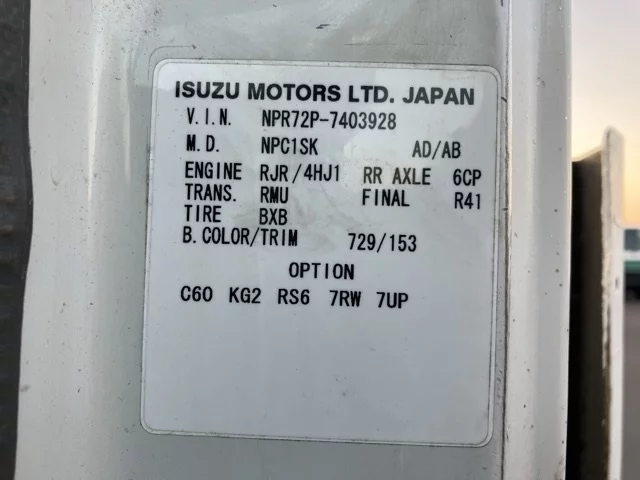 ISUZU MOTORS LTD. JAPAN
V.I.N. NPR72P-7403928
M.D. NPC1SK AD/AB
ENGINE RJR/4HJ1 RR AXLE 6CP
TRANS. RMU FINAL R41
TIRE BXB
B.COLOR/TRIM 729/153
OPTION
C60 KG2 RS6 7RW 7UP